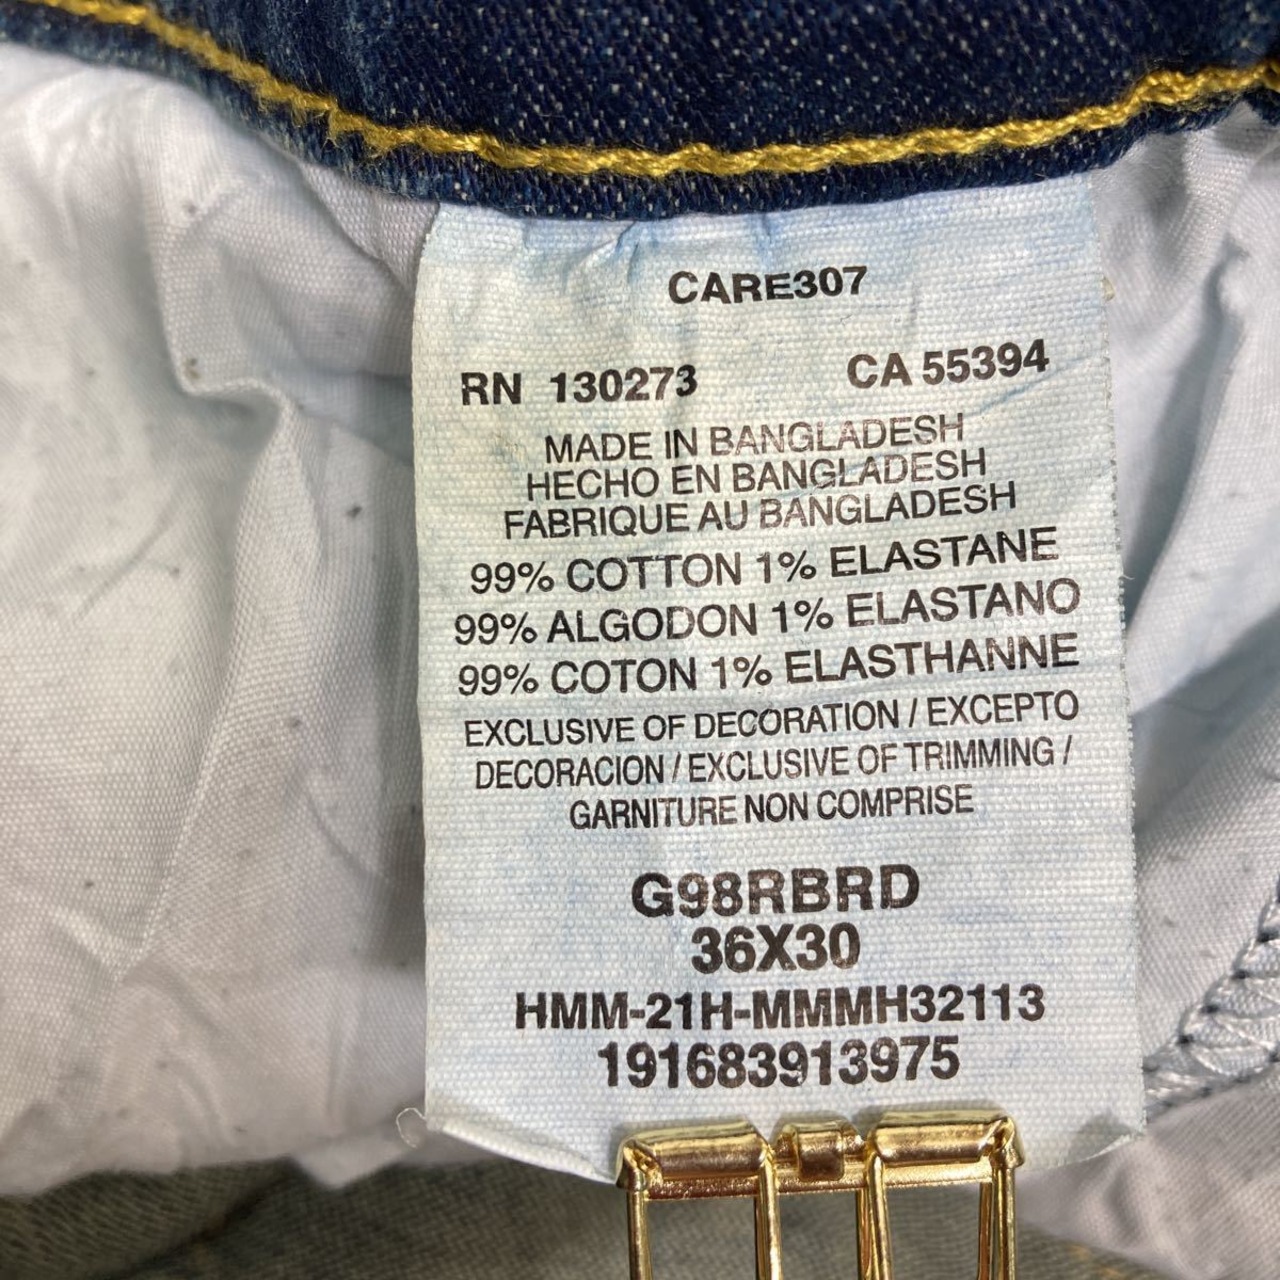 CARE307
RN 130273 CA 55394
MADE IN BANGLADESH
HECHO EN BANGLADESH
FABRIQUE AU BANGLADESH
99% COTTON 1% ELASTANE
99% ALGODON 1% ELASTANO
99% COTON 1% ELASTHANNE
EXCLUSIVE OF DECORATION / EXCEPTO
DECORACION / EXCLUSIVE OF TRIMMING /
GARNITURE NON COMPRISE
G98RBRD
36X30
HMM-21H-MMMH32113
191683913975